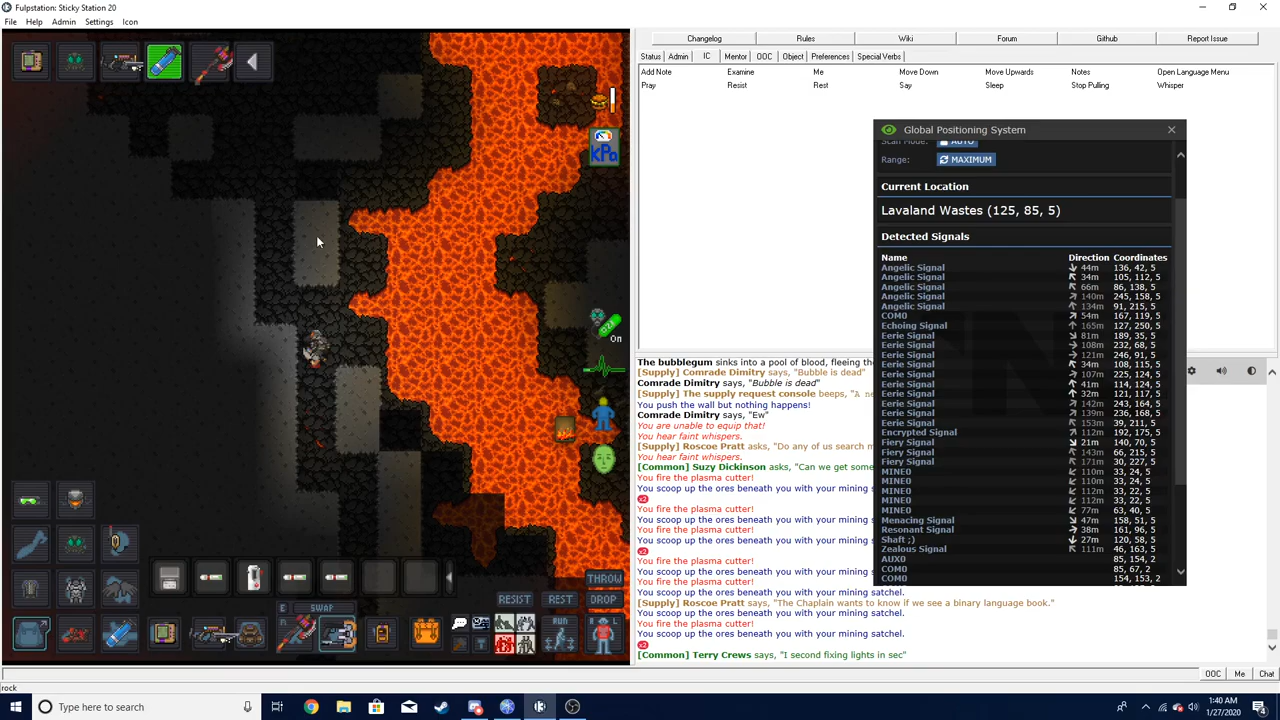 Fulpstation: Sticky Station 20
File Help Admin Settings Icon
Changelog Rules Wiki Forum Github Report Issue
Status Admin IC Mentor OOC Object Preferences Special Verbs
Add Note Examine Me Move Down Move Upwards Notes Open Language Menu
Pray Resist Rest Say Sleep Stop Pulling Whisper
Global Positioning System
Scan Mode: AUTO
Range: MAXIMUM
Current Location
Lavaland Wastes (125, 85, 5)
Detected Signals
Name Direction Coordinates
Angelic Signal 44m 136, 42, 5
Angelic Signal 34m 105, 112, 5
Angelic Signal 66m 86, 138, 5
Angelic Signal 140m 245, 158, 5
Angelic Signal 134m 91, 215, 5
COM0 54m 167, 119, 5
Echoing Signal 165m 127, 250, 5
Eerie Signal 81m 189, 35, 5
Eerie Signal 108m 232, 68, 5
Eerie Signal 121m 246, 91, 5
Eerie Signal 34m 108, 115, 5
Eerie Signal 107m 225, 124, 5
Eerie Signal 41m 114, 124, 5
Eerie Signal 32m 121, 117, 5
Eerie Signal 142m 243, 164, 5
Eerie Signal 139m 236, 168, 5
Eerie Signal 153m 39, 211, 5
Encrypted Signal 112m 192, 175, 5
Fiery Signal 21m 140, 70, 5
Fiery Signal 143m 66, 215, 5
Fiery Signal 171m 30, 227, 5
MINE0 110m 33, 24, 5
MINE0 110m 33, 24, 5
MINE0 112m 33, 22, 5
MINE0 112m 33, 22, 5
MINE0 77m 63, 40, 5
Menacing Signal 47m 158, 51, 5
Resonant Signal 38m 161, 96, 5
Shaft ;) 27m 120, 58, 5
Zealous Signal 111m 46, 163, 5
AUX0 85, 154, 2
COM0 85, 67, 2
COM0 154, 153, 2
The bubblegum sinks into a pool of blood, fleeing the
[Supply] Comrade Dimitry says, "Bubble is dead"
Comrade Dimitry says, "Bubble is dead"
[Supply] The supply request console beeps, "A ne
You push the wall but nothing happens!
Comrade Dimitry says, "Ew"
You are unable to equip that!
You hear faint whispers.
[Supply] Roscoe Pratt asks, "Do any of us search m
You hear faint whispers.
[Common] Suzy Dickinson asks, "Can we get some
You fire the plasma cutter!
You scoop up the ores beneath you with your mining s
x2
You fire the plasma cutter!
You scoop up the ores beneath you with your mining s
You fire the plasma cutter!
You scoop up the ores beneath you with your mining s
x2
You fire the plasma cutter!
You scoop up the ores beneath you with your mining s
You fire the plasma cutter!
You scoop up the ores beneath you with your mining satchel.
[Supply] Roscoe Pratt says, "The Chaplain wants to know if we see a binary language book."
You scoop up the ores beneath you with your mining satchel.
You fire the plasma cutter!
You scoop up the ores beneath you with your mining satchel.
x2
[Common] Terry Crews says, "I second fixing lights in sec"
kPa
On
THROW
RESIST REST DROP
E SWAP
RUN
R L
OOC Me Chat
rock
Type here to search
1:40 AM
1/27/2020